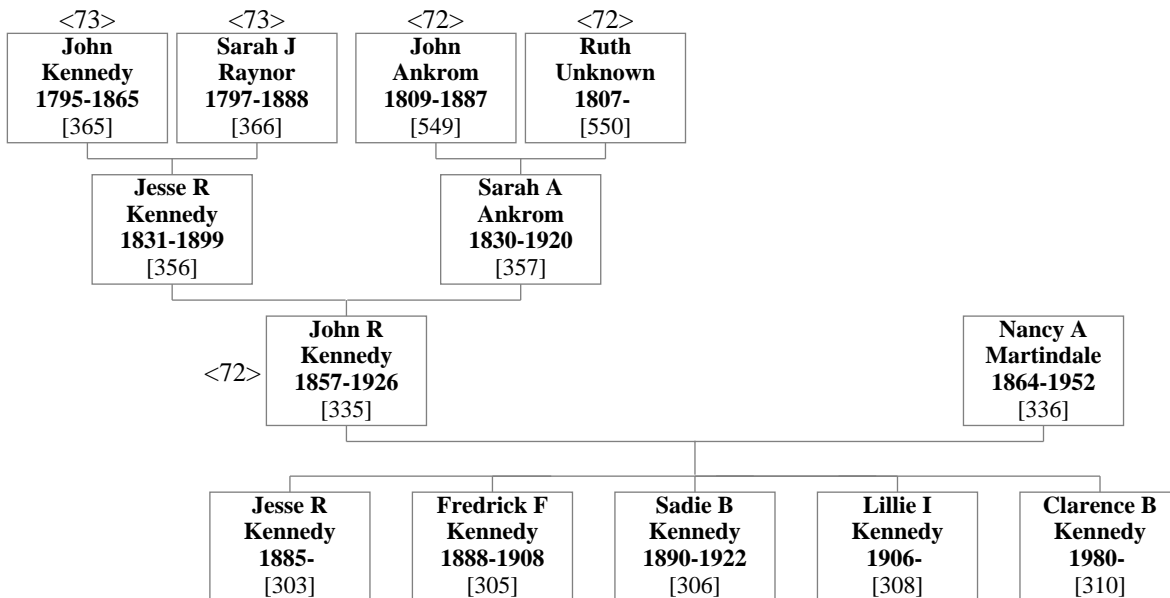 <73>
<73>
<72>
<72>
John
Kennedy
1795-1865
[365]
Sarah J
Raynor
1797-1888
[366]
John
Ankrom
1809-1887
[549]
Ruth
Unknown
1807-
[550]
Jesse R
Kennedy
1831-1899
[356]
Sarah A
Ankrom
1830-1920
[357]
<72>
John R
Kennedy
1857-1926
[335]
Nancy A
Martindale
1864-1952
[336]
Jesse R
Kennedy
1885-
[303]
Fredrick F
Kennedy
1888-1908
[305]
Sadie B
Kennedy
1890-1922
[306]
Lillie I
Kennedy
1906-
[308]
Clarence B
Kennedy
1980-
[310]